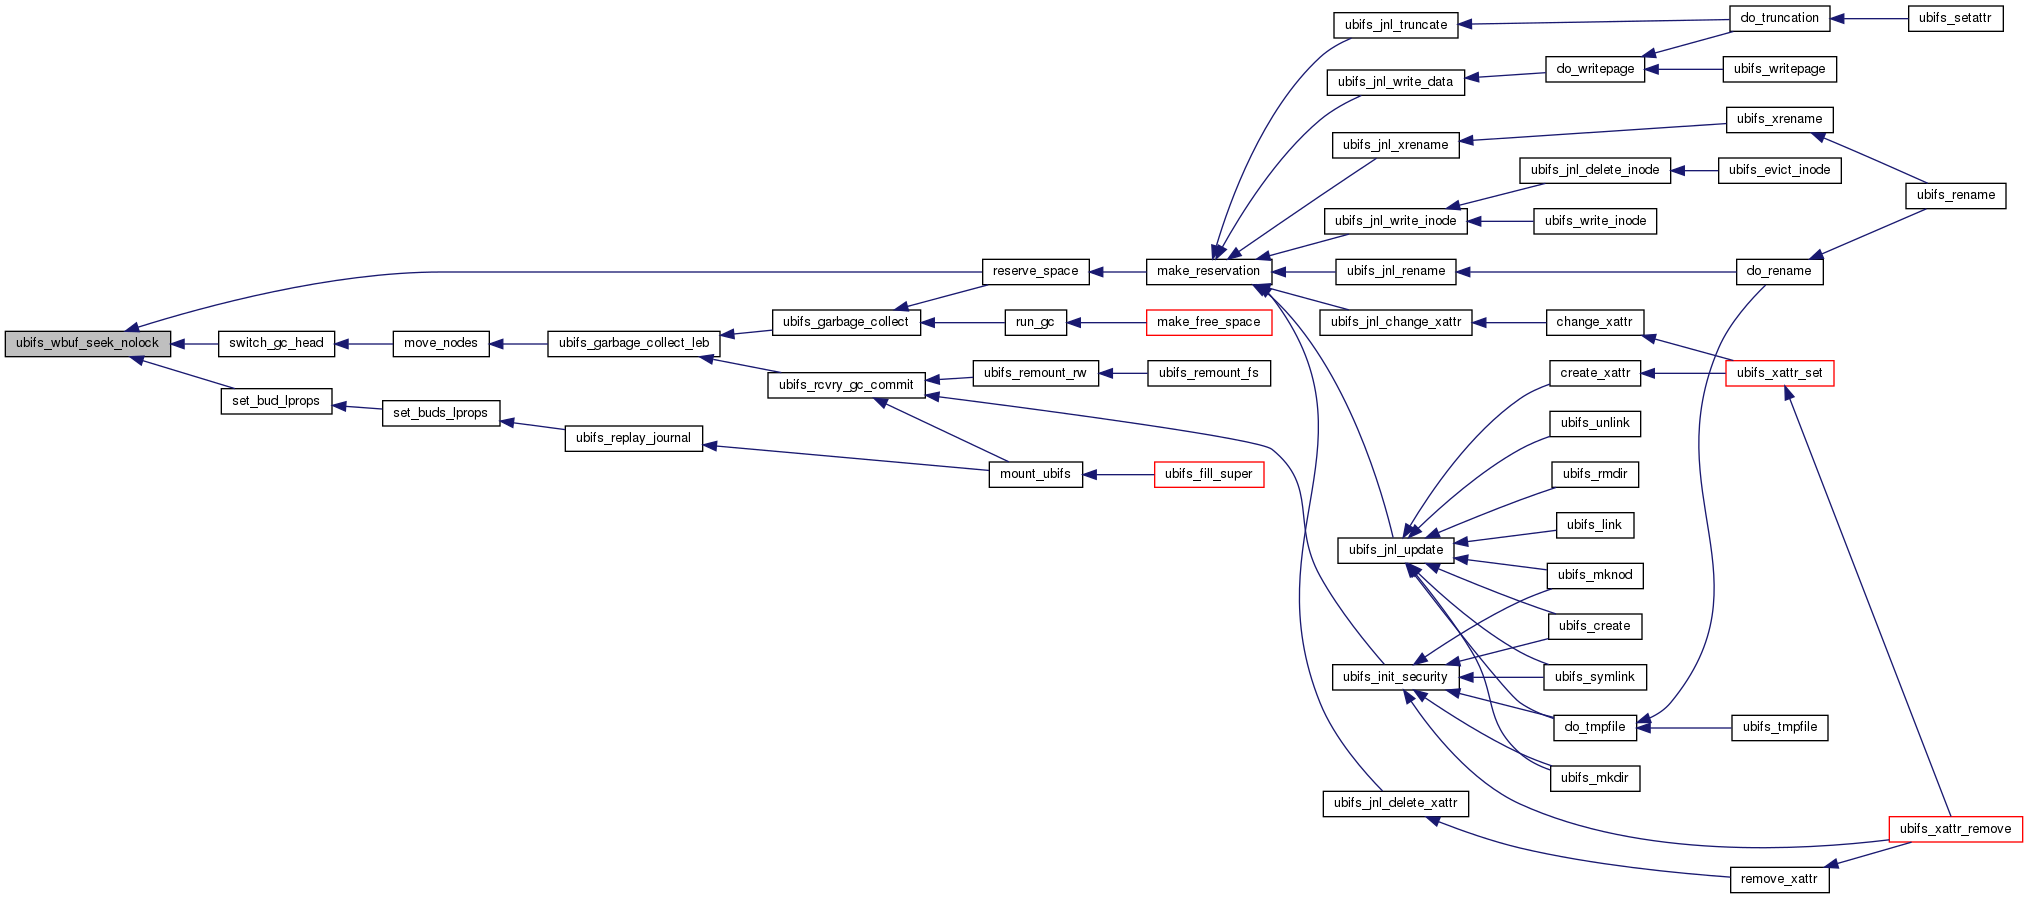 ubifs_wbuf_seek_nolock
switch_gc_head
set_bud_lprops
move_nodes
set_buds_lprops
ubifs_garbage_collect_leb
ubifs_replay_journal
ubifs_garbage_collect
ubifs_rcvry_gc_commit
reserve_space
run_gc
ubifs_remount_rw
mount_ubifs
make_reservation
make_free_space
ubifs_remount_fs
ubifs_fill_super
ubifs_jnl_truncate
ubifs_jnl_write_data
ubifs_jnl_xrename
ubifs_jnl_write_inode
ubifs_jnl_rename
ubifs_jnl_change_xattr
ubifs_jnl_update
ubifs_init_security
ubifs_jnl_delete_xattr
do_writepage
ubifs_jnl_delete_inode
ubifs_write_inode
change_xattr
create_xattr
ubifs_unlink
ubifs_rmdir
ubifs_link
ubifs_mknod
ubifs_create
ubifs_symlink
do_tmpfile
ubifs_mkdir
do_truncation
ubifs_writepage
ubifs_xrename
ubifs_evict_inode
do_rename
ubifs_xattr_set
ubifs_tmpfile
remove_xattr
ubifs_setattr
ubifs_rename
ubifs_xattr_remove